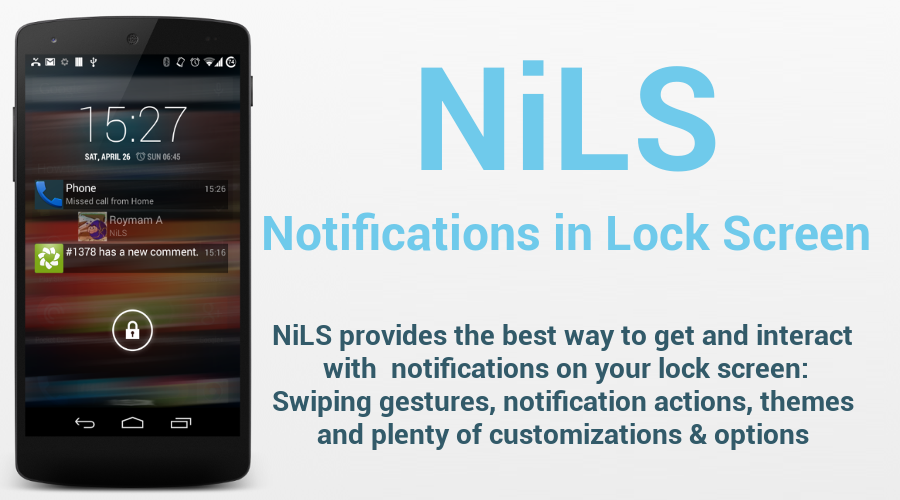 15:27
SAT, APRIL 26 SUN 06:45
Phone 15:26
Missed call from Home
Roymam A
NiLS
#1378 has a new comment. 15:16
NiLS
Notifications in Lock Screen
NiLS provides the best way to get and interact
with notifications on your lock screen:
Swiping gestures, notification actions, themes
and plenty of customizations & options